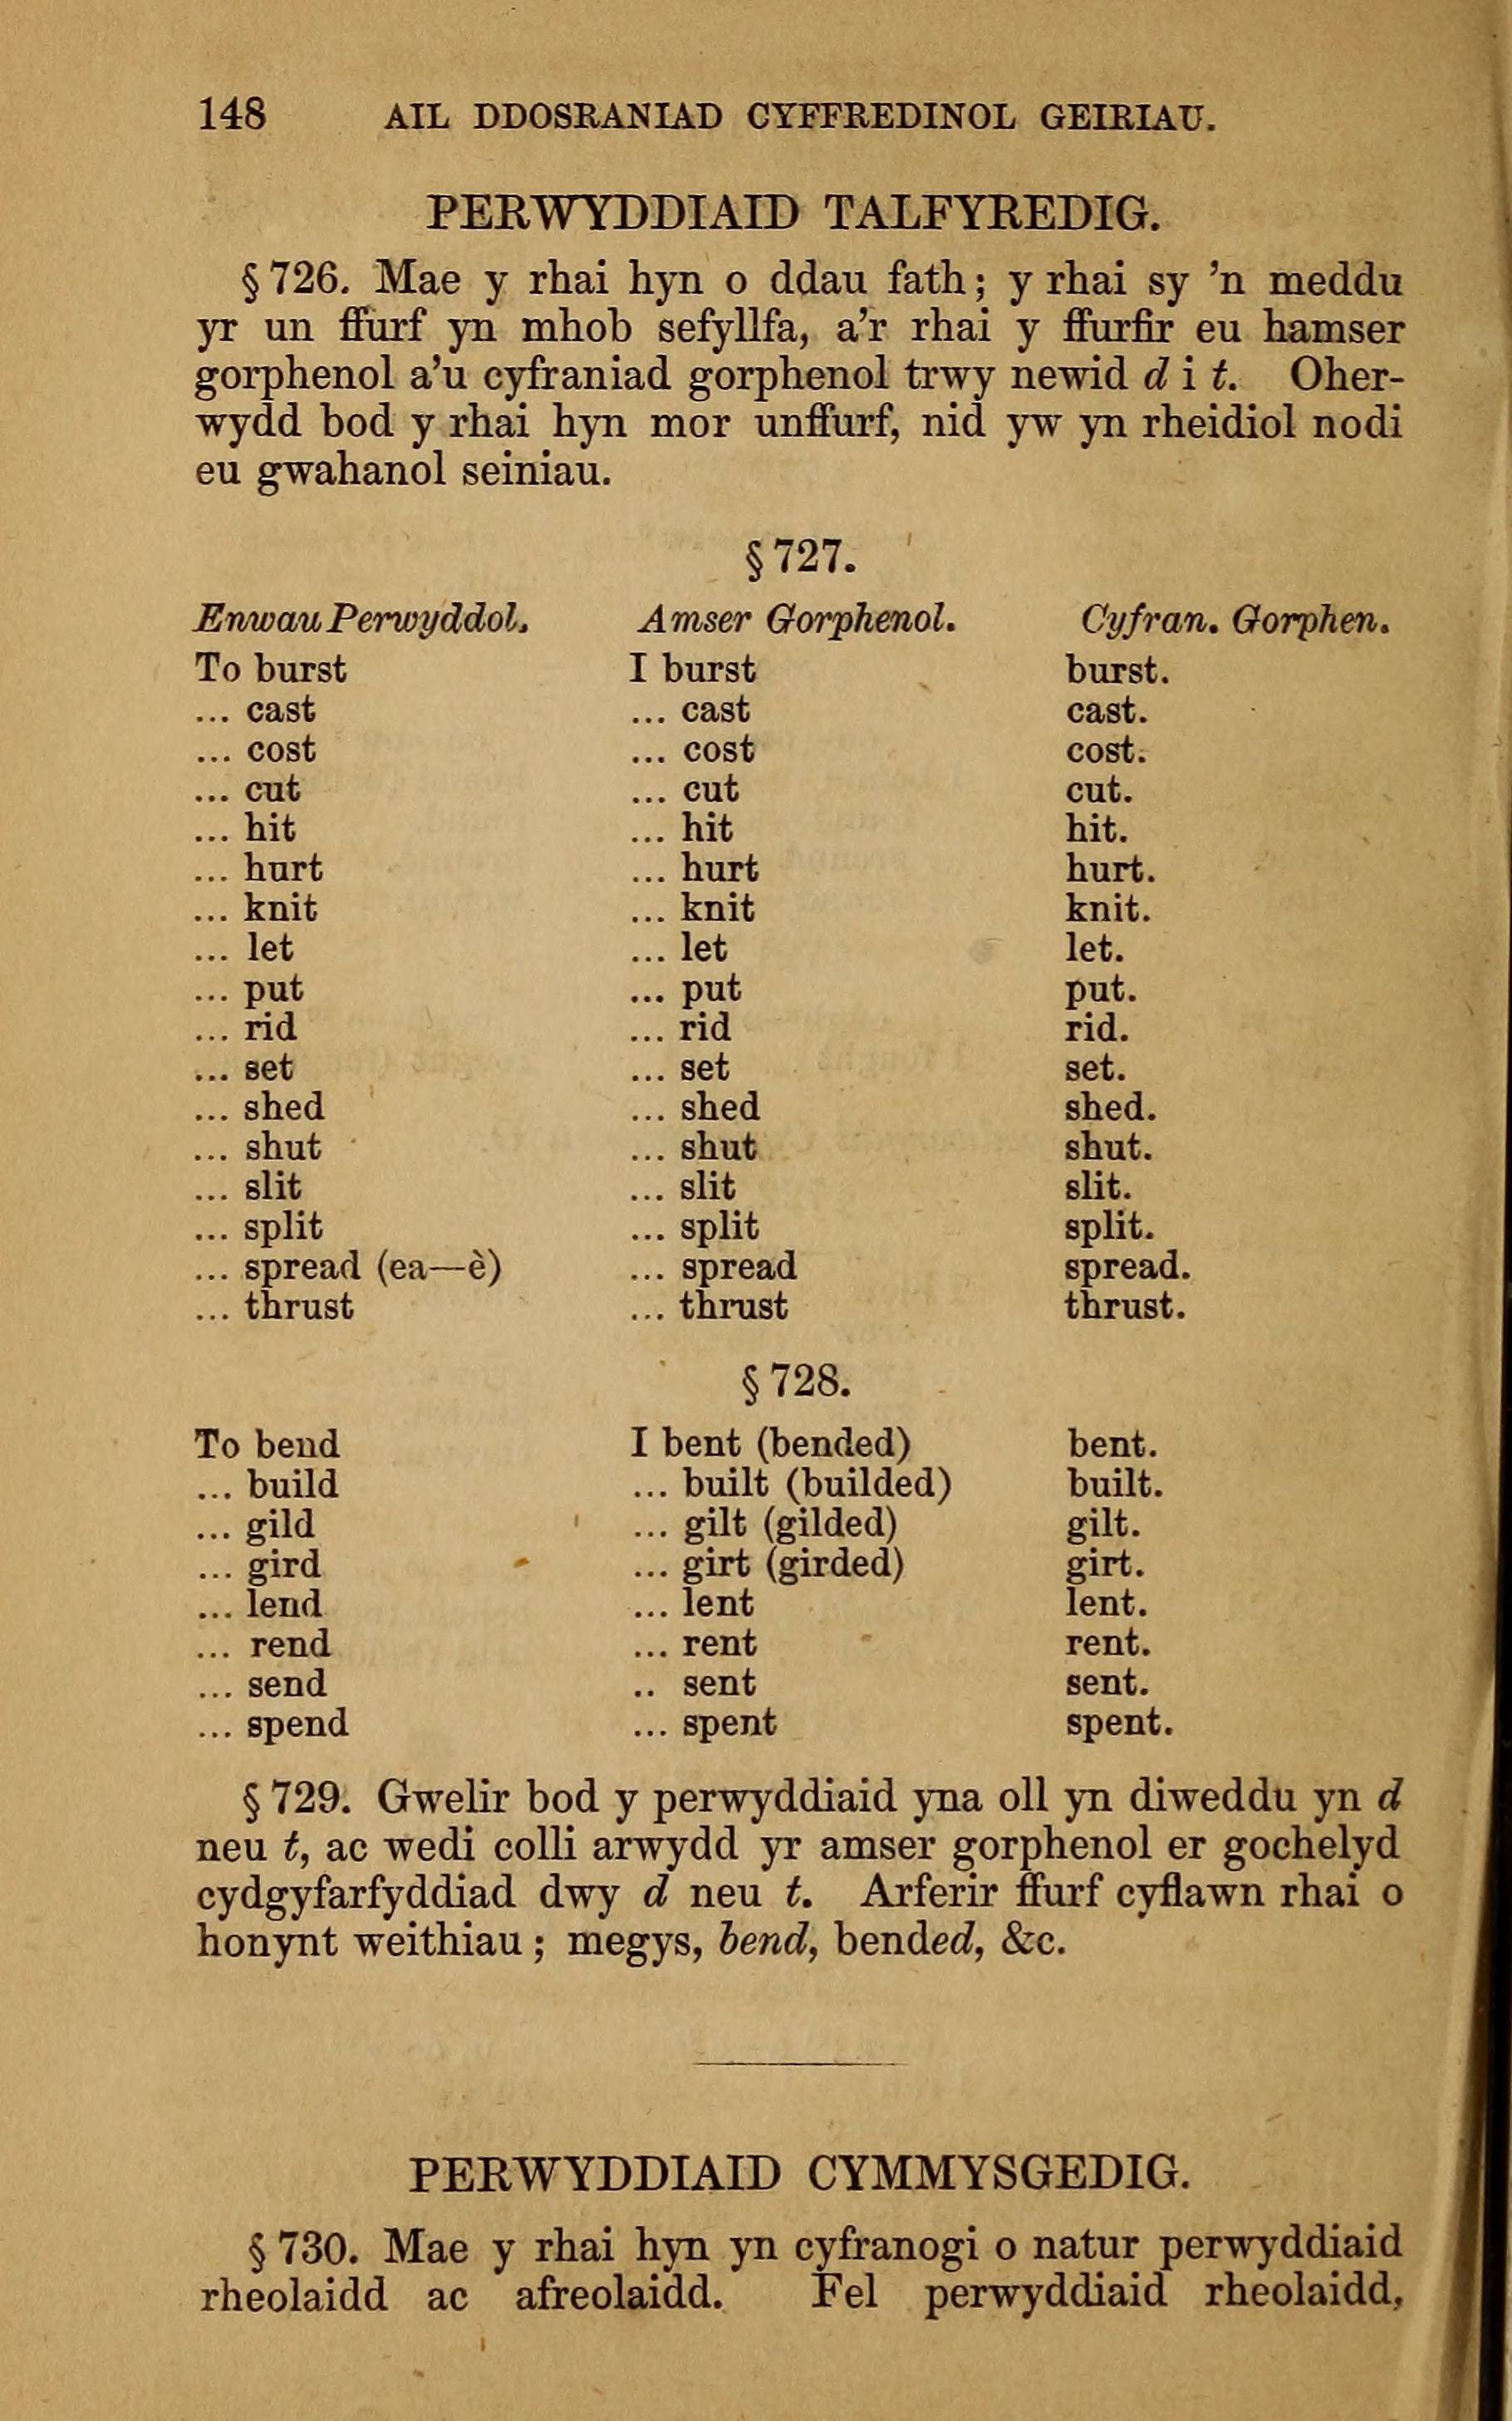 148 AIL DDOSRANIAD CYFFREDINOL GEIRIAU.
PERWYDDIAID TALFYREDIG.
§ 726. Mae y rhai hyn o ddau fath; y rhai sy ’n meddu
yr un ffurf yn mhob sefyllfa, a’r rhai y ffurfir eu hamser
gorphenol a’u cyfraniad gorphenol trwy newid d i t. Oher-
wydd bod y rhai hyn mor unffurf, nid yw yn rheidiol nodi
eu gwahanol seiniau.
§ 727.
Enwau Perwyddol. Amser Gorphenol. Cyfran. Gorphen.
To burst I burst burst.
... cast ... cast cast.
... cost ... cost cost.
... cut ... cut cut.
... hit ... hit hit.
... hurt ... hurt hurt.
... knit ... knit knit.
... let ... let let.
... put ... put put.
... rid ... rid rid.
... set ... set set.
... shed ... shed shed.
... shut ... shut shut.
... slit ... slit slit.
... split ... split split.
... spread (ea—è) ... spread spread.
... thrust ... thrust thrust.
§ 728.
To bend I bent (bended) bent.
... build ... built (builded) built.
... gild ... gilt (gilded) gilt.
... gird ... girt (girded) girt.
... lend ... lent lent.
... rend ... rent rent.
... send .. sent sent.
... spend ... spent spent.
§ 729. Gwelir bod y perwyddiaid yna oll yn diweddu yn d
neu t, ac wedi colli arwydd yr amser gorphenol er gochelyd
cydgyfarfyddiad dwy d neu t. Arferir ffurf cyflawn rhai o
honynt weithiau; megys, bend, bended, &c.
PERWYDDIAID CYMMYSGEDIG.
§ 730. Mae y rhai hyn yn cyfranogi o natur perwyddiaid
rheolaidd ac afreolaidd. Fel perwyddiaid rheolaidd,